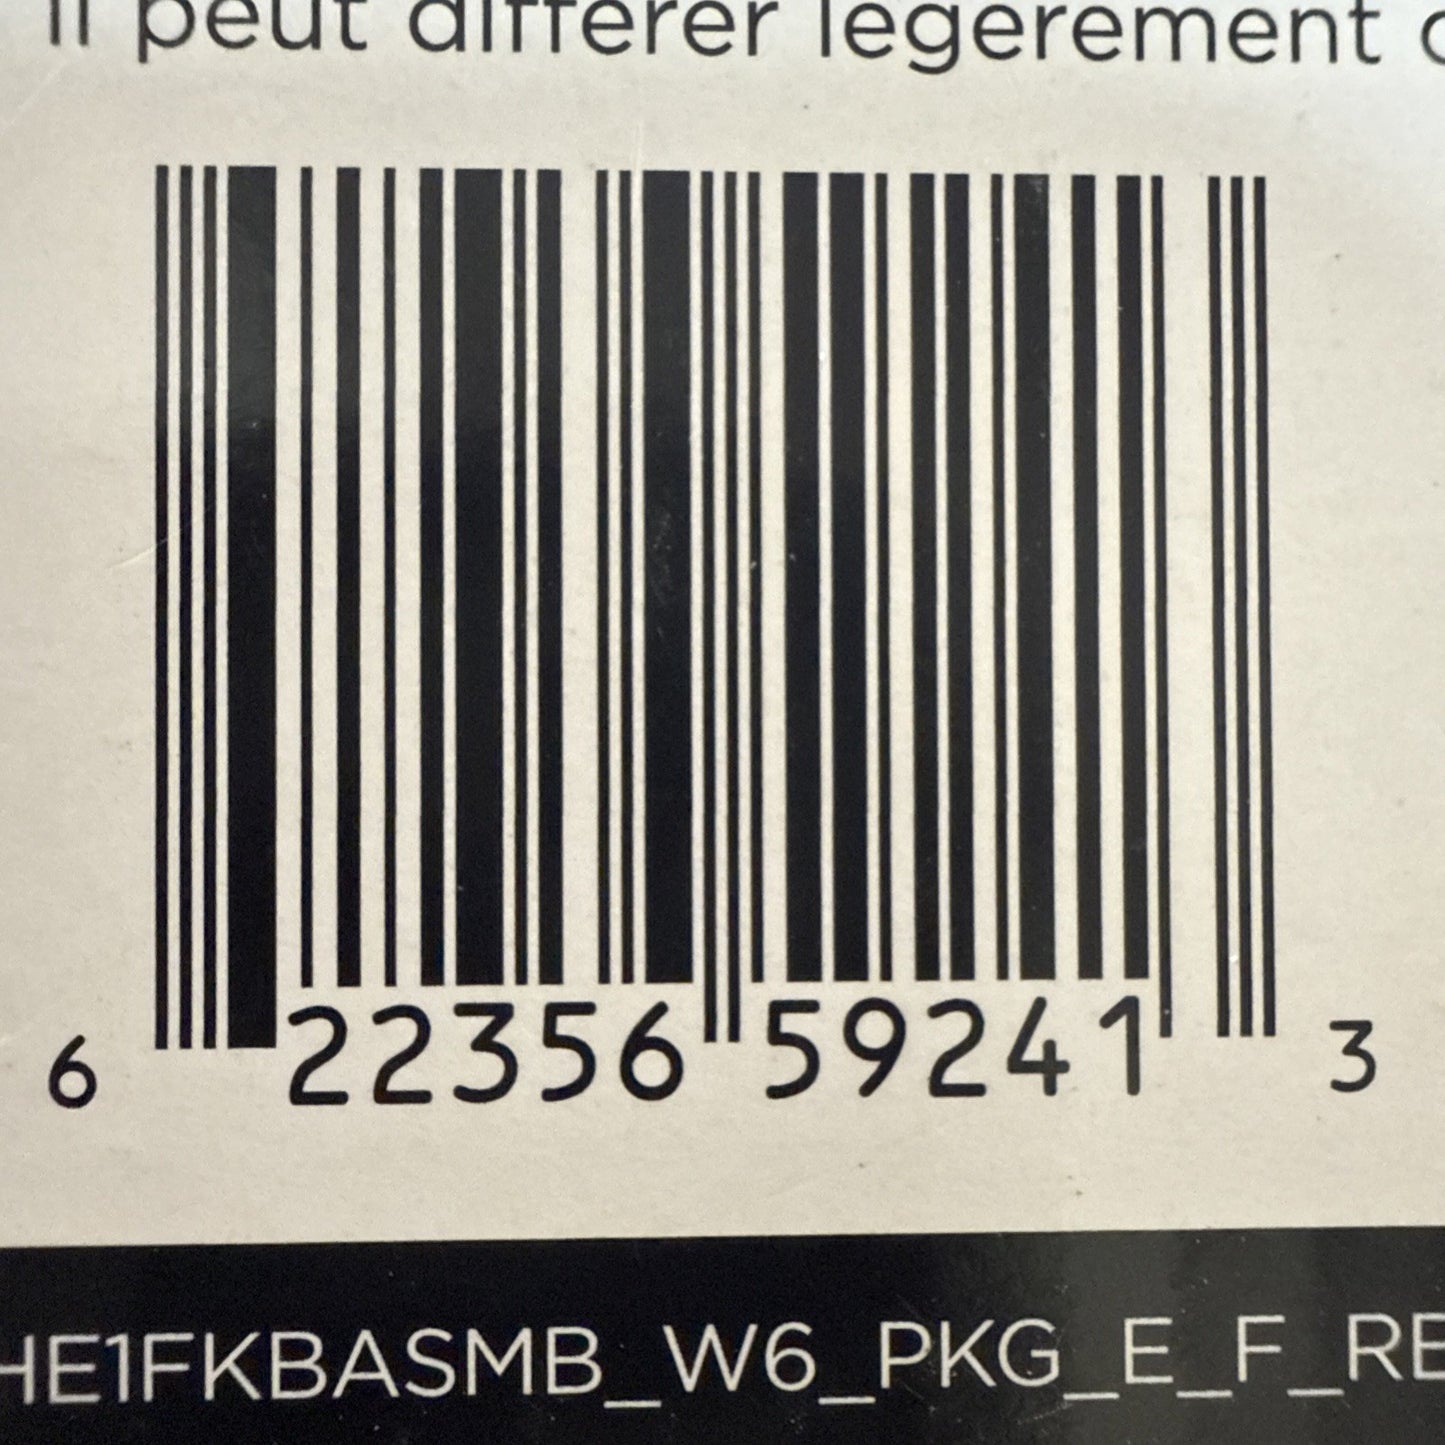 il peut différer légèrement
6 22356 59241 3
HE1FKBASMB_W6_PKG_E_F_RE